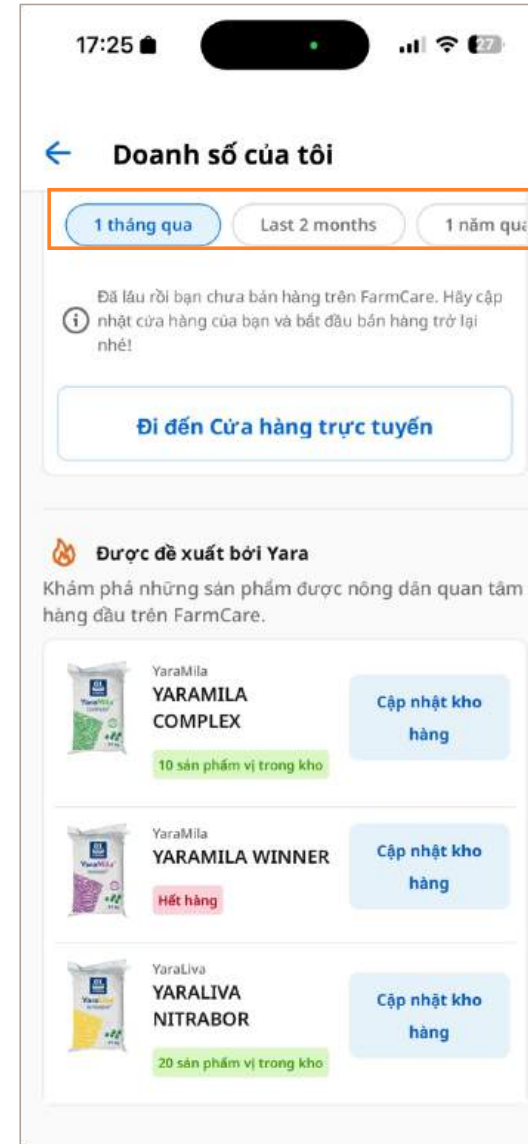 17:25
27
Doanh số của tôi
1 tháng qua
Last 2 months
1 năm qua
Đã lâu rồi bạn chưa bán hàng trên FarmCare. Hãy cập
nhật cửa hàng của bạn và bắt đầu bán hàng trở lại
nhé!
Đi đến Cửa hàng trực tuyến
Được đề xuất bởi Yara
Khám phá những sản phẩm được nông dân quan tâm
hàng đầu trên FarmCare.
YaraMila
YARAMILA
COMPLEX
10 sản phẩm vị trong kho
Cập nhật kho
hàng
YaraMila
YARAMILA WINNER
Hết hàng
Cập nhật kho
hàng
YaraLiva
YARALIVA
NITRABOR
20 sản phẩm vị trong kho
Cập nhật kho
hàng